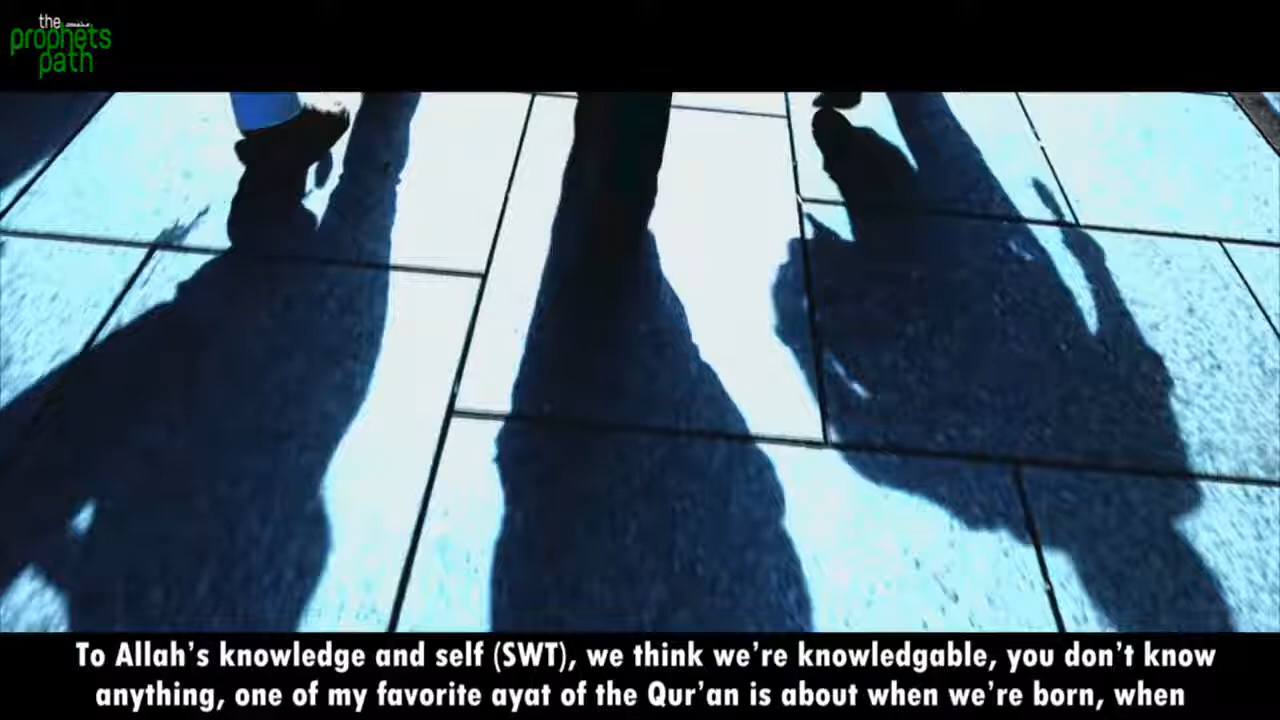 the
prophets
path
To Allah's knowledge and self (SWT), we think we're knowledgable, you don't know
anything, one of my favorite ayat of the Qur'an is about when we're born, when